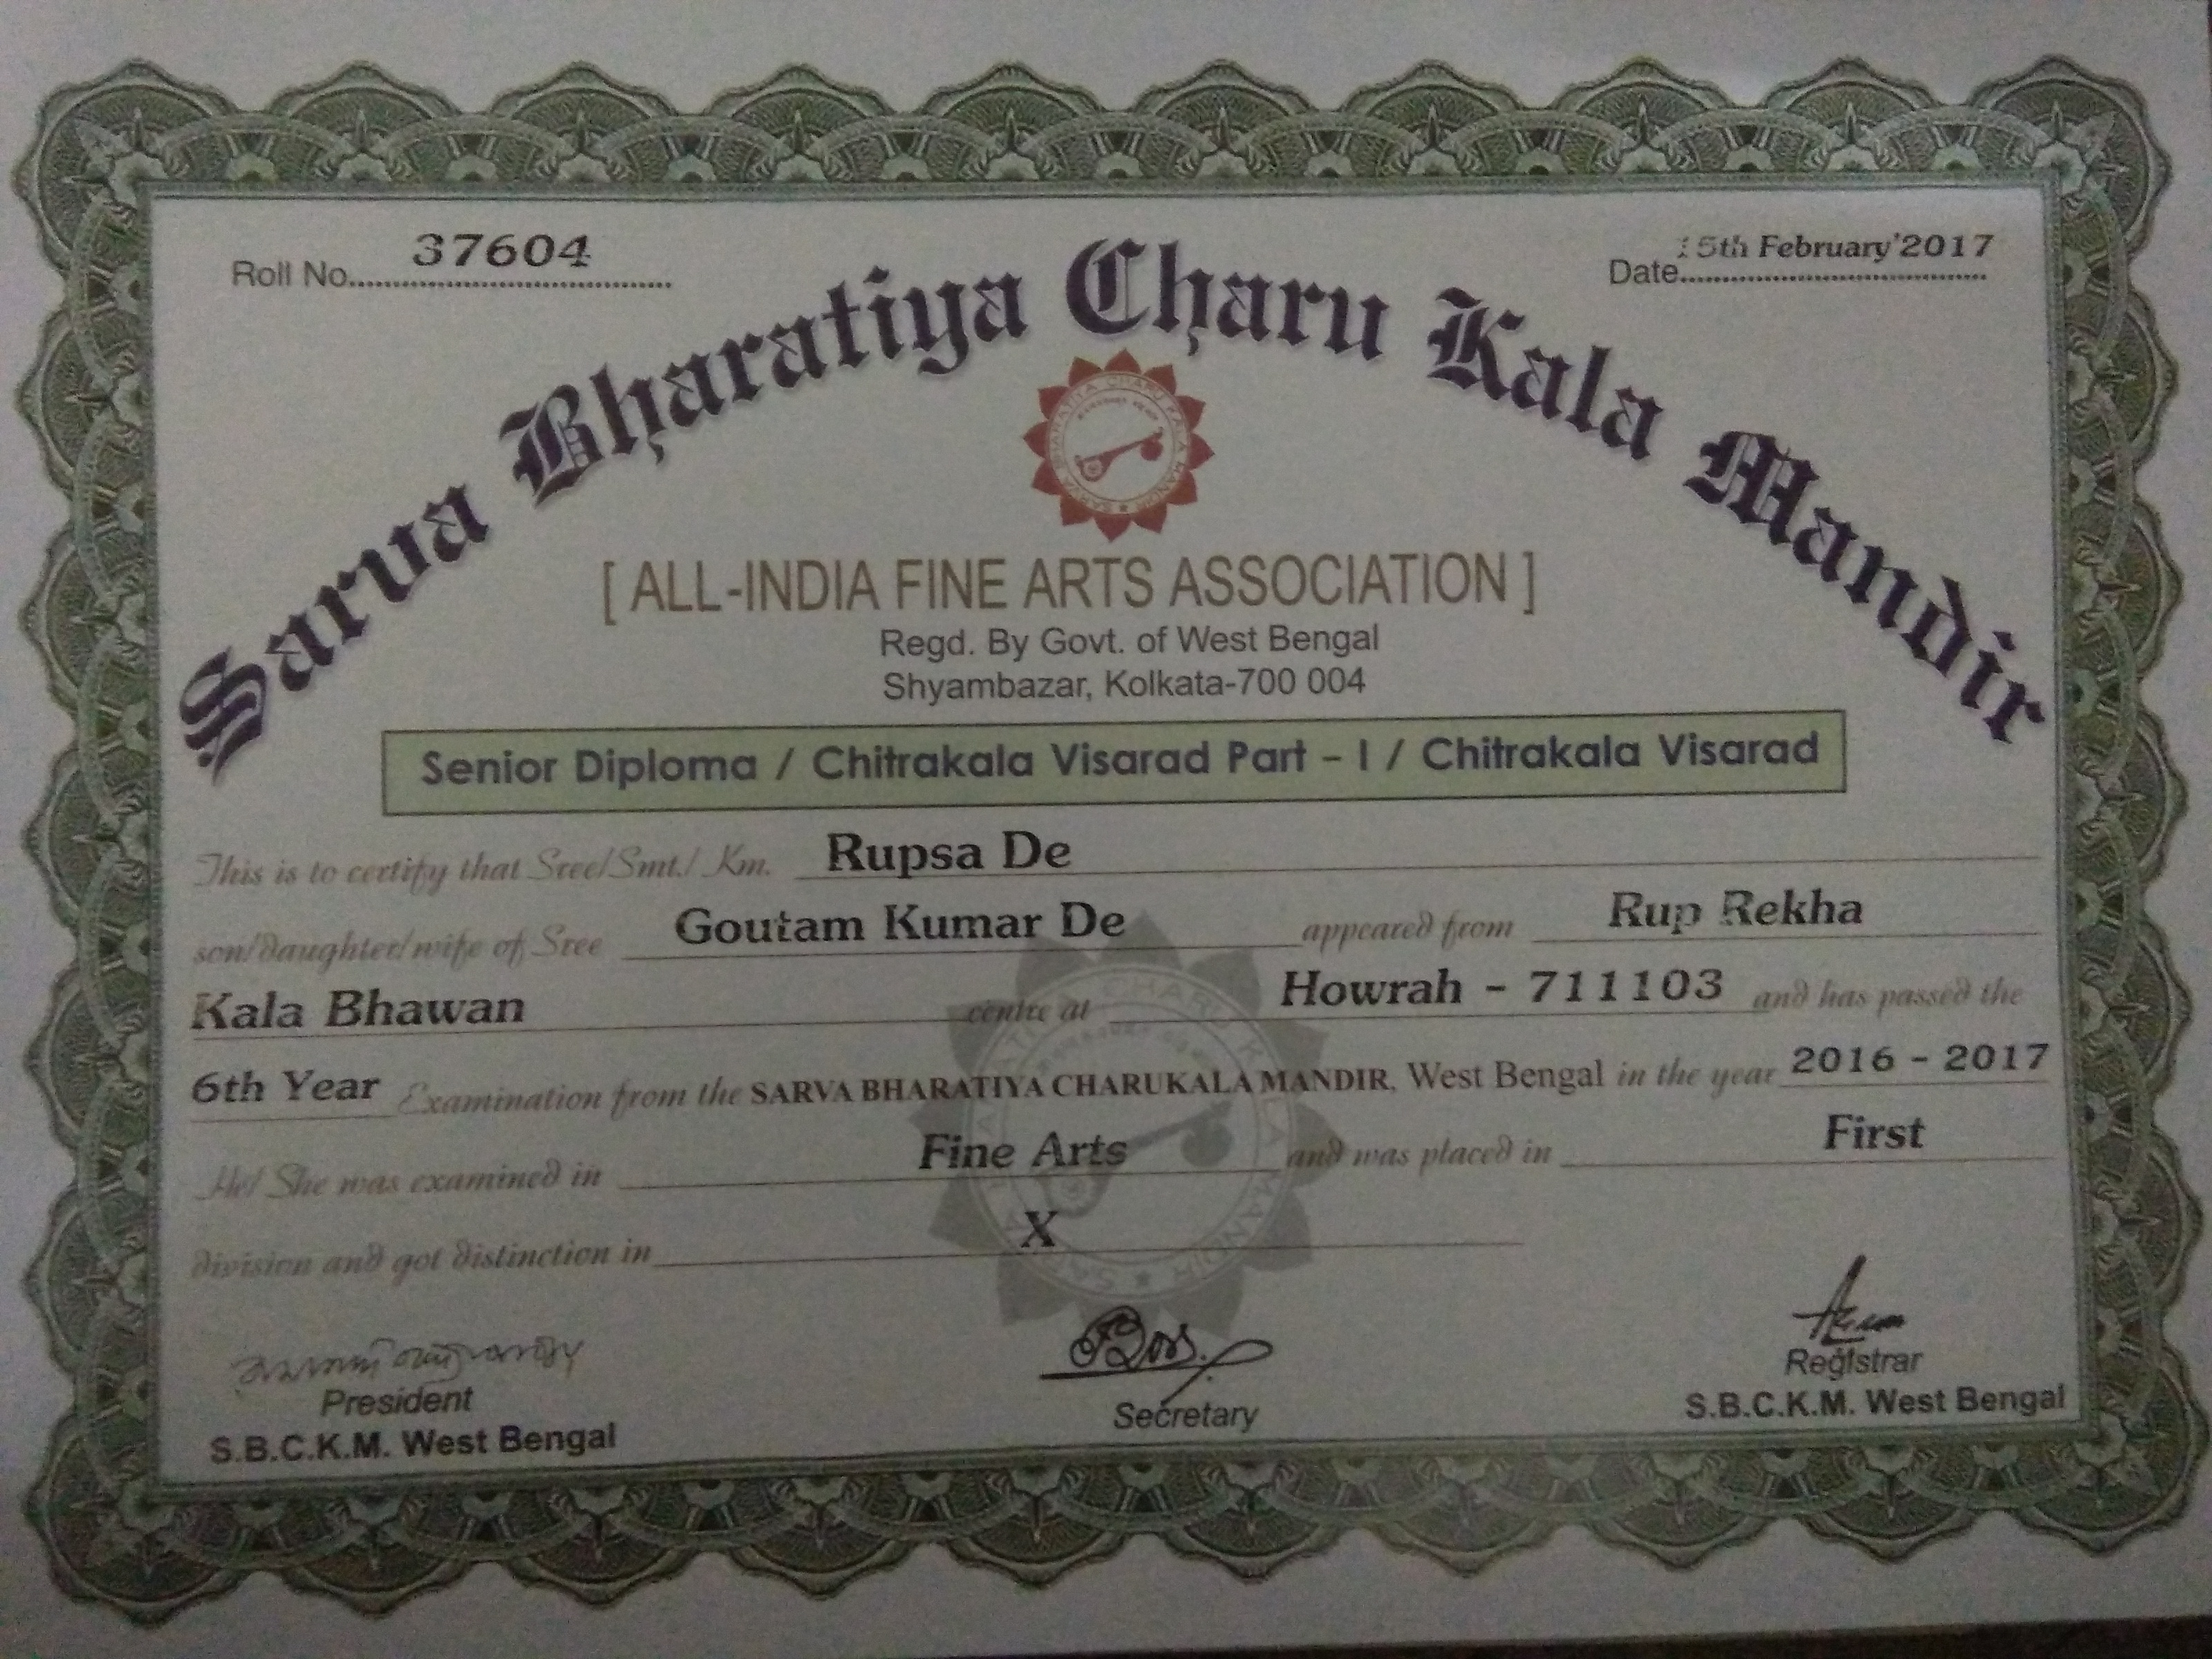 Roll No. 37604
Date 15th February'2017
Sarva Bharatiya Charu Kala Mandir
SARVA BHARATIYA CHARU KALA MANDIR
[ ALL-INDIA FINE ARTS ASSOCIATION ]
Regd. By Govt. of West Bengal
Shyambazar, Kolkata-700 004
Senior Diploma / Chitrakala Visarad Part - I / Chitrakala Visarad
This is to certify that Sree/Smt./ Km. Rupsa De
son/daughter/wife of Sree Goutam Kumar De appeared from Rup Rekha
Kala Bhawan centre at Howrah - 711103 and has passed the
6th Year Examination from the SARVA BHARATIYA CHARUKALA MANDIR, West Bengal in the year 2016 - 2017
He/ She was examined in Fine Arts and was placed in First
division and got distinction in X
President
S.B.C.K.M. West Bengal
Secretary
Registrar
S.B.C.K.M. West Bengal